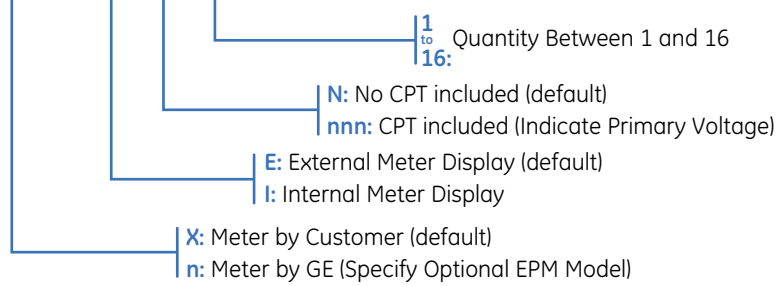 1
to
16: Quantity Between 1 and 16
N: No CPT included (default)
nnn: CPT included (Indicate Primary Voltage)
E: External Meter Display (default)
I: Internal Meter Display
X: Meter by Customer (default)
n: Meter by GE (Specify Optional EPM Model)